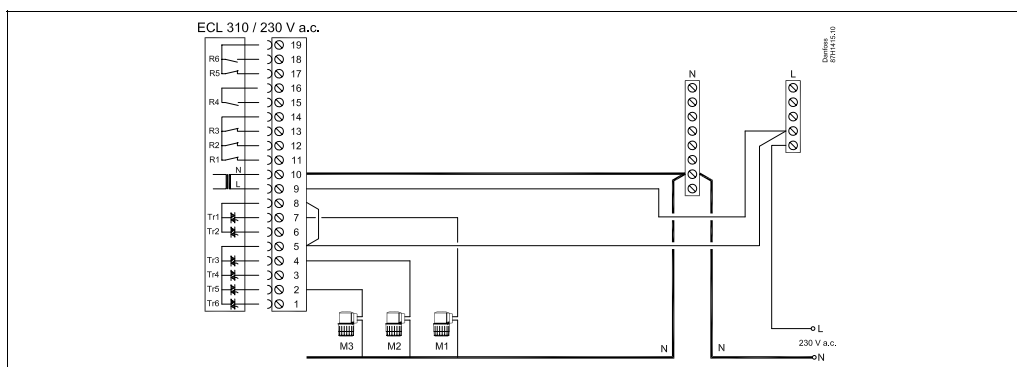 ECL 310 / 230 V a.c.
19
R6 18
R5 17
16
R4 15
14
R3 13
R2 12
R1 11
N 10
L 9
8
Tr1 7
Tr2 6
5
Tr3 4
Tr4 3
Tr5 2
Tr6 1
M3 M2 M1
N
L
Danfoss
87H1415.10
N
N
L
230 V a.c.
N